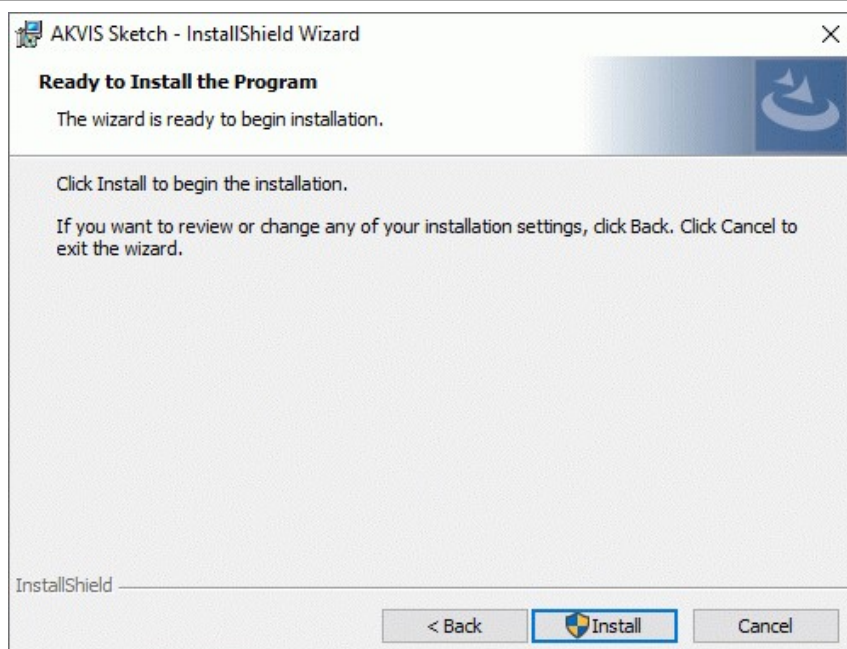 AKVIS Sketch - InstallShield Wizard
Ready to Install the Program
The wizard is ready to begin installation.
Click Install to begin the installation.
If you want to review or change any of your installation settings, click Back. Click Cancel to
exit the wizard.
InstallShield
< Back Install Cancel